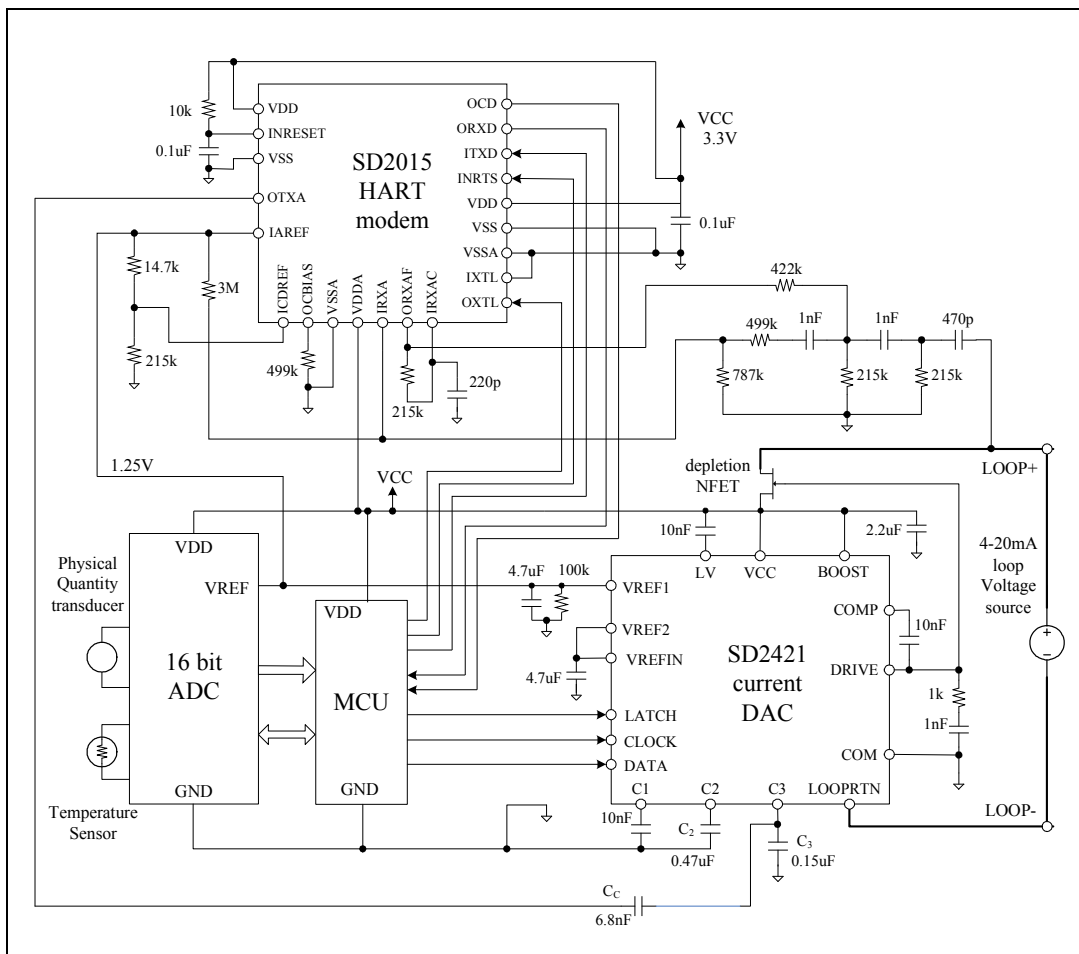 10k
0.1uF
VDD
INRESET
VSS
OTXA
IAREF
SD2015
HART
modem
OCD
ORXD
ITXD
INRTS
VDD
VSS
VSSA
IXTL
OXTL
ICDREF
OCBIAS
VSSA
VDDA
IRXA
ORXAF
IRXAC
VCC
3.3V
0.1uF
14.7k
3M
215k
499k
215k
220p
422k
499k
1nF
1nF
470p
787k
215k
215k
1.25V
VCC
depletion
NFET
LOOP+
10nF
2.2uF
4-20mA
loop
Voltage
source
Physical
Quantity
transducer
VDD
VREF
16 bit
ADC
GND
Temperature
Sensor
VDD
MCU
GND
4.7uF
100k
4.7uF
LV
VCC
BOOST
VREF1
VREF2
VREFIN
LATCH
CLOCK
DATA
SD2421
current
DAC
COMP
DRIVE
COM
10nF
1k
1nF
C1
C2
C3
LOOPRTN
LOOP-
10nF
C2
0.47uF
C3
0.15uF
CC
6.8nF